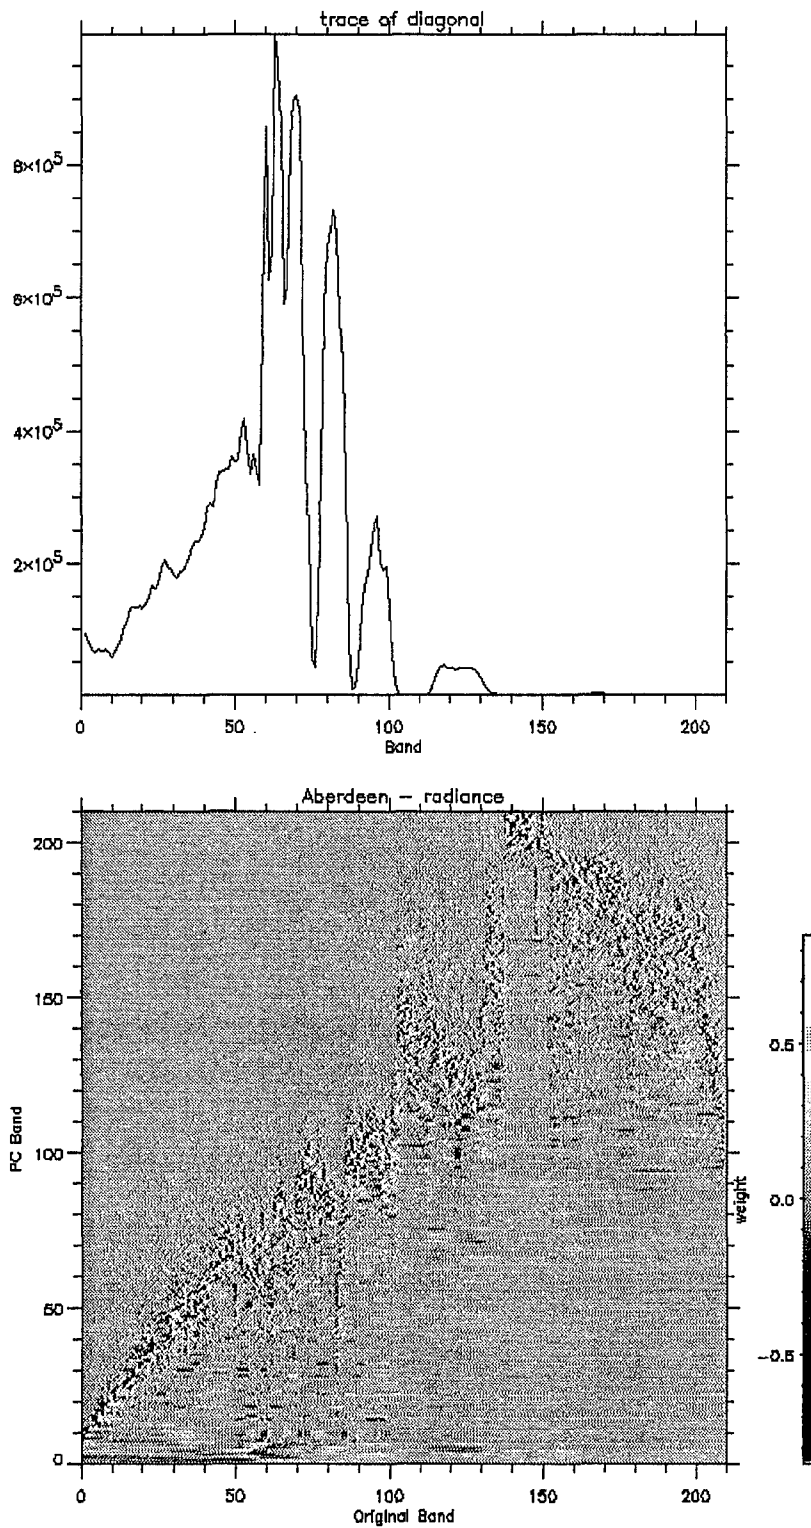 trace of diagonal
8×10⁵
6×10⁵
4×10⁵
2×10⁵
0 50 100 150 200
Band
Aberdeen – radiance
200
150
100
50
0
PC Band
0 50 100 150 200
Original Band
weight
0.5
0.0
–0.5